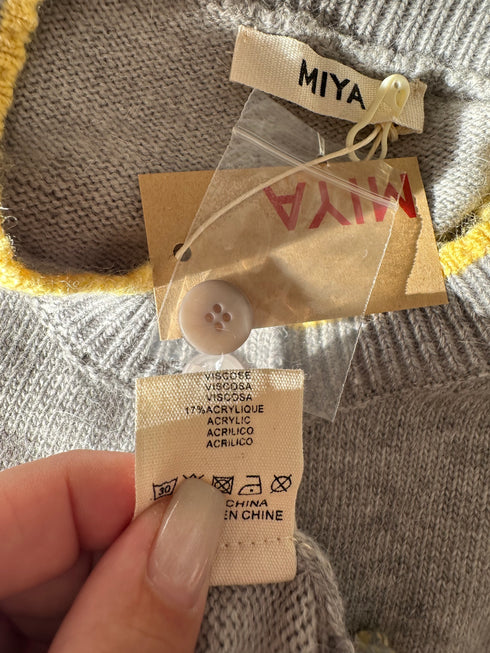 MIYA
MIYA
VISCOSE
VISCOSA
VISCOSA
17%ACRYLIQUE
ACRYLIC
ACRILICO
ACRILICO
30
CHINA
EN CHINE